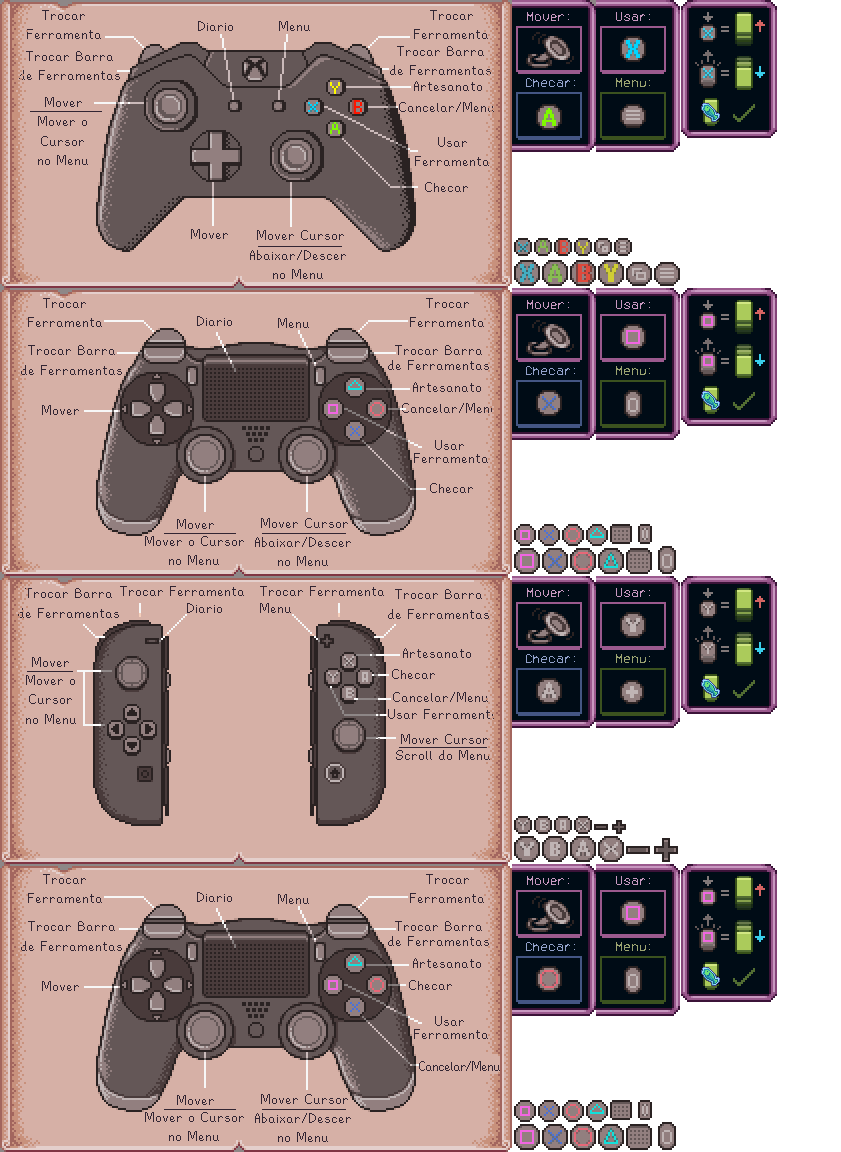 Trocar
Ferramenta
Diario
Menu
Trocar
Ferramenta
Trocar Barra
de Ferramentas
Trocar Barra
de Ferramentas
Artesanato
Mover
Mover o
Cursor
no Menu
Cancelar/Menu
Usar
Ferramenta
Checar
Mover
Mover Cursor
Abaixar/Descer
no Menu
X
Y
B
A
Mover:
Usar:
X
Checar:
A
Menu:
X =
X =
X A B Y
X A B Y
Trocar
Ferramenta
Diario
Menu
Trocar
Ferramenta
Trocar Barra
de Ferramentas
Trocar Barra
de Ferramentas
Artesanato
Mover
Cancelar/Menu
Usar
Ferramenta
Checar
Mover
Mover o Cursor
no Menu
Mover Cursor
Abaixar/Descer
no Menu
Mover:
Usar:
Checar:
Menu:
=
=
Trocar Barra
de Ferramentas
Trocar Ferramenta
Diario
Trocar Ferramenta
Menu
Trocar Barra
de Ferramentas
Mover
Mover o
Cursor
no Menu
Artesanato
Checar
Cancelar/Menu
Usar Ferrament
Mover Cursor
Scroll do Menu
X
Y
A
B
Mover:
Usar:
Y
Checar:
A
Menu:
+
Y =
Y =
Y B A X - +
Y B A X - +
Trocar
Ferramenta
Diario
Menu
Trocar
Ferramenta
Trocar Barra
de Ferramentas
Trocar Barra
de Ferramentas
Artesanato
Mover
Checar
Usar
Ferramenta
Cancelar/Menu
Mover
Mover o Cursor
no Menu
Mover Cursor
Abaixar/Descer
no Menu
Mover:
Usar:
Checar:
Menu:
=
=